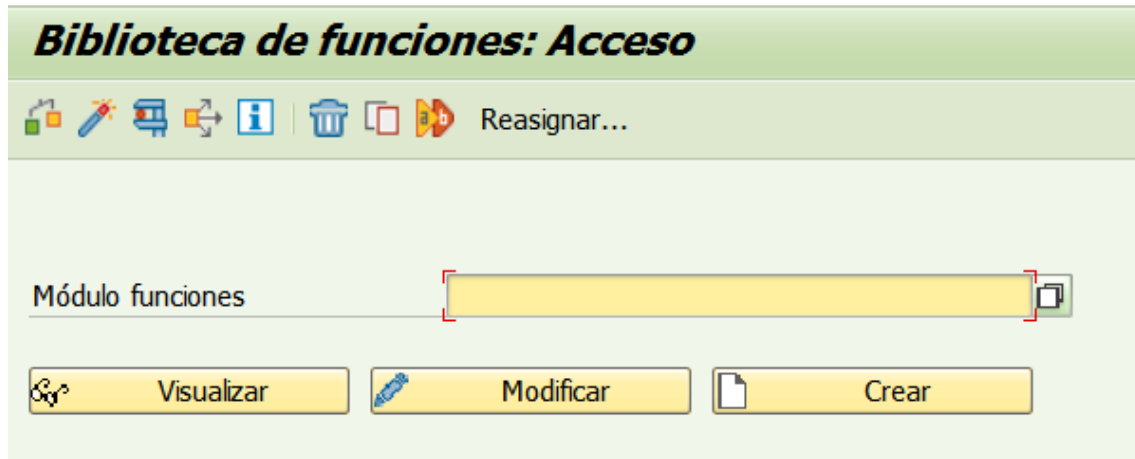 Biblioteca de funciones: Acceso
Reasignar...
Módulo funciones
Visualizar Modificar Crear